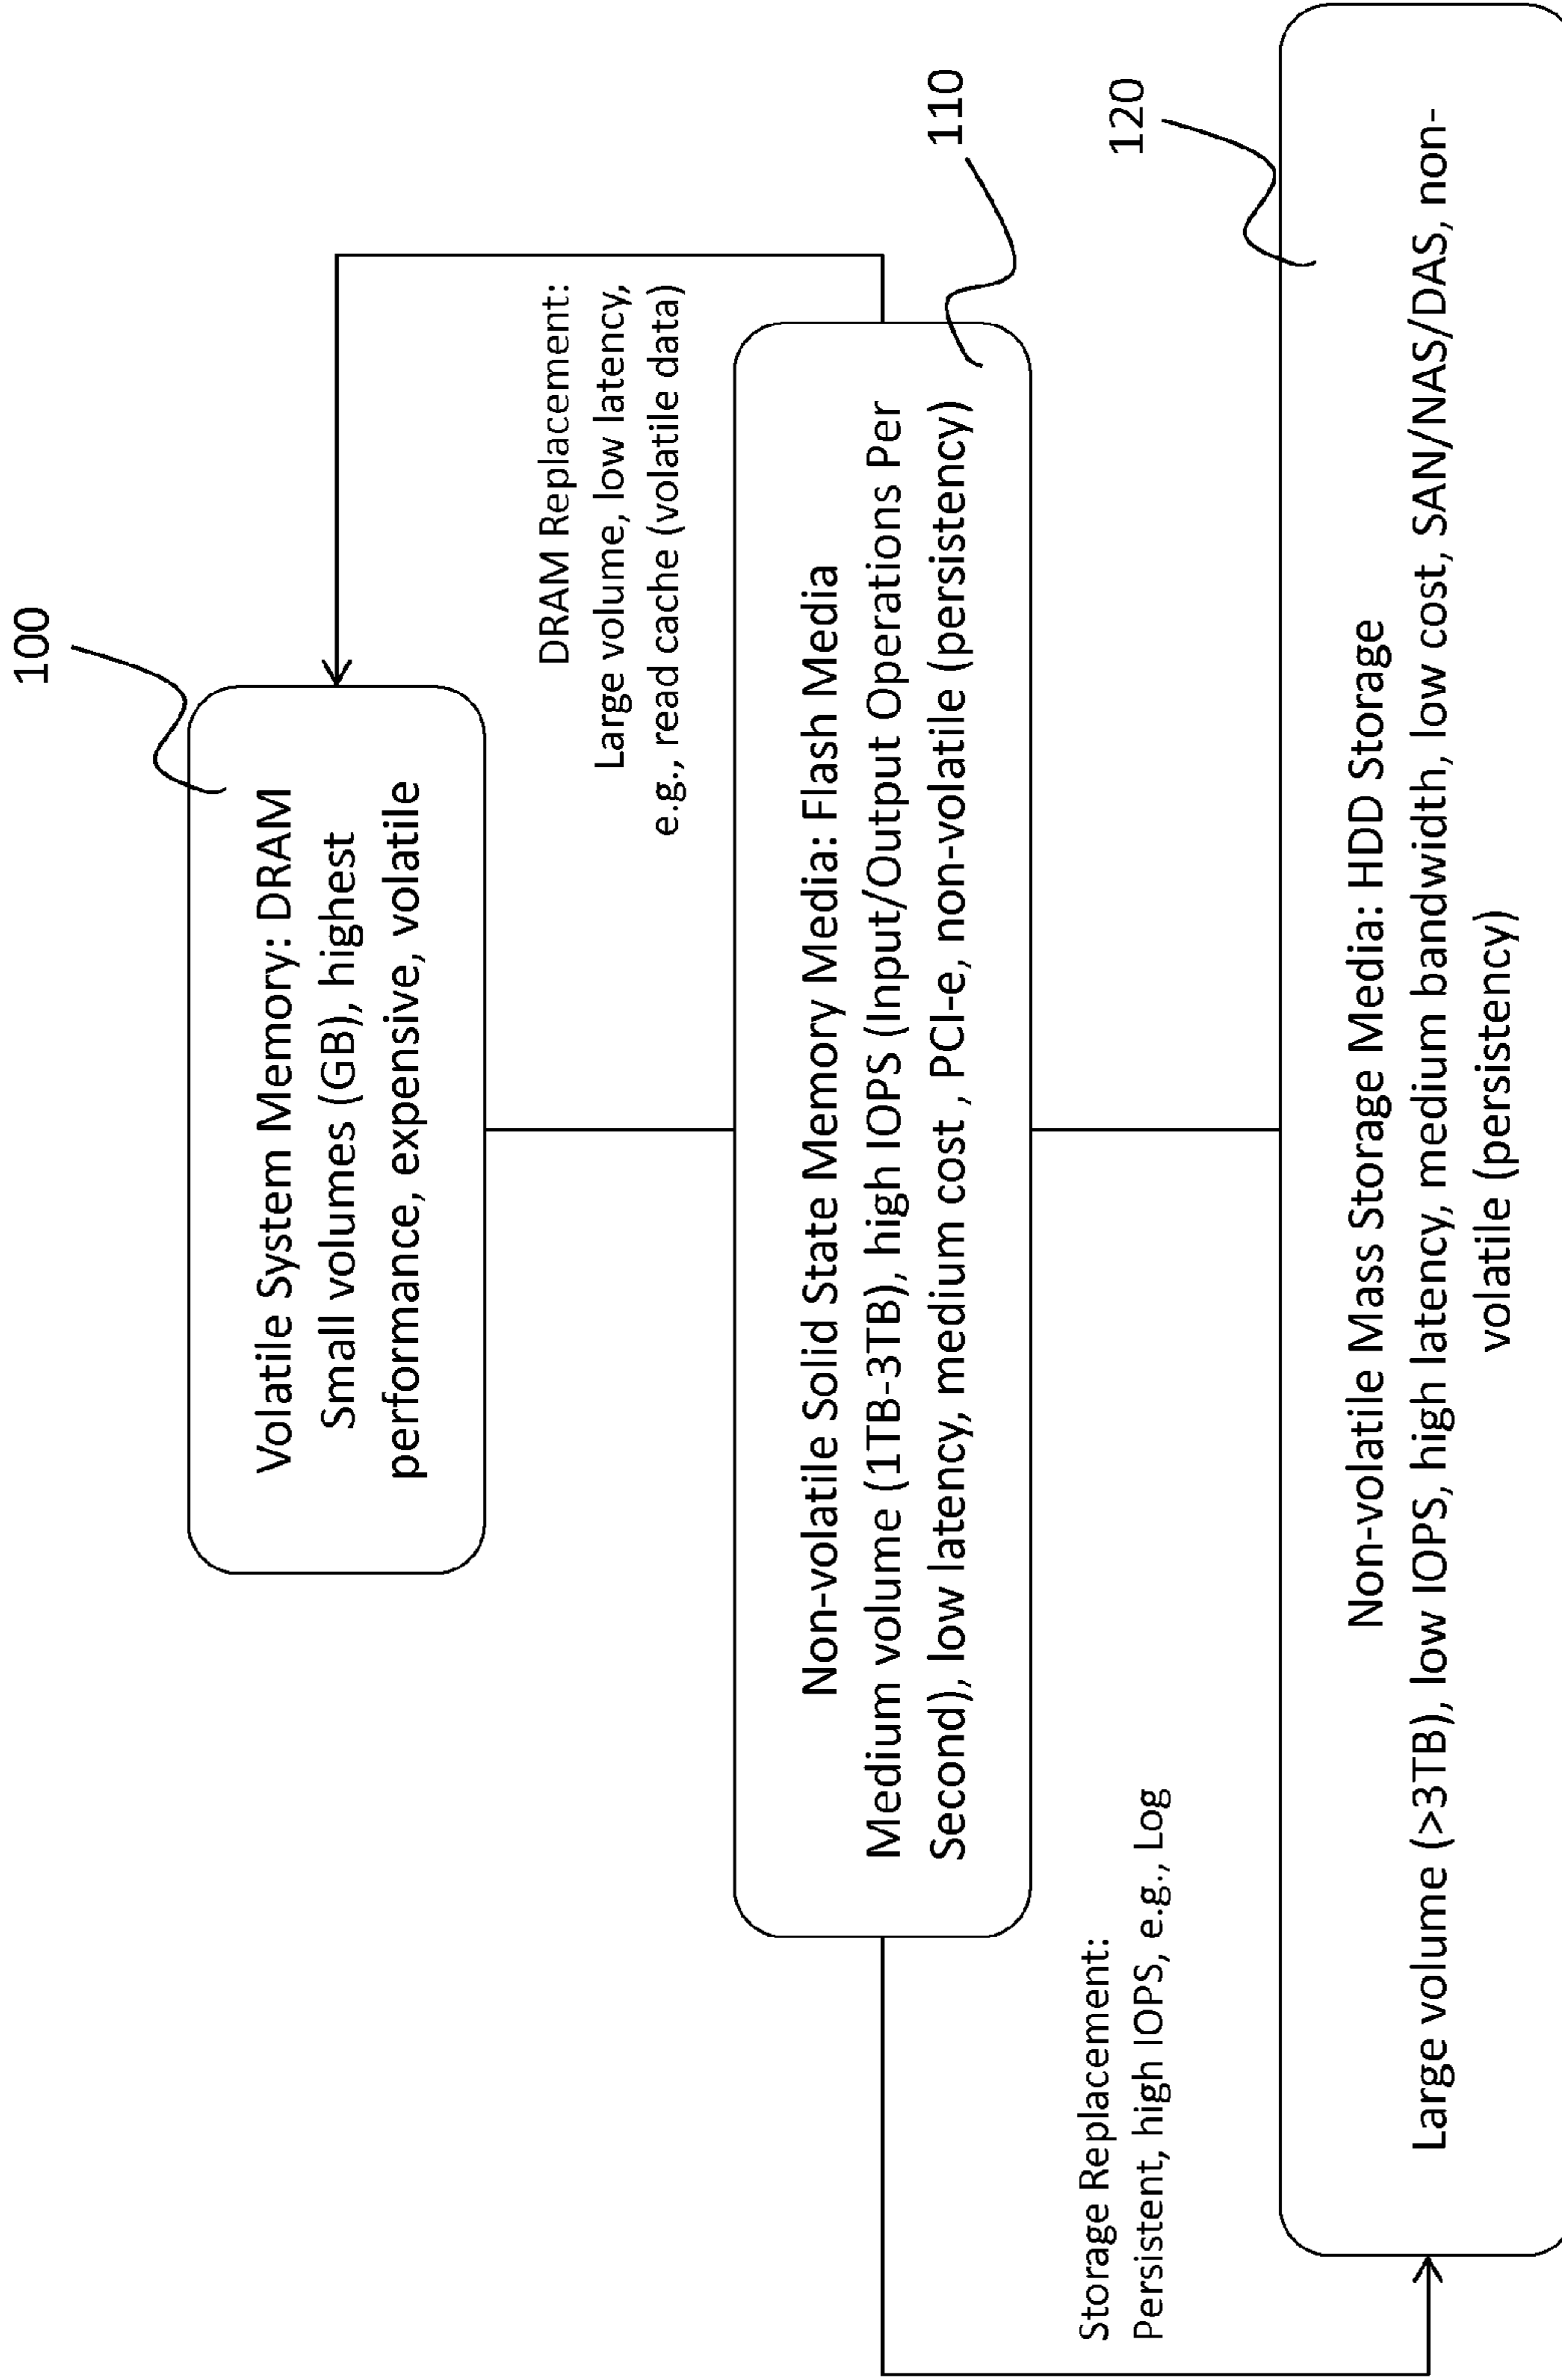 100
Volatile System Memory: DRAM
Small volumes (GB), highest
performance, expensive, volatile
DRAM Replacement:
Large volume, low latency,
e.g., read cache (volatile data)
110
Non-volatile Solid State Memory Media: Flash Media
Medium volume (1TB-3TB), high IOPS (Input/Output Operations Per
Second), low latency, medium cost , PCI-e, non-volatile (persistency)
Storage Replacement:
Persistent, high IOPS, e.g., Log
120
Non-volatile Mass Storage Media: HDD Storage
Large volume (>3TB), low IOPS, high latency, medium bandwidth, low cost, SAN/NAS/DAS, non-
volatile (persistency)